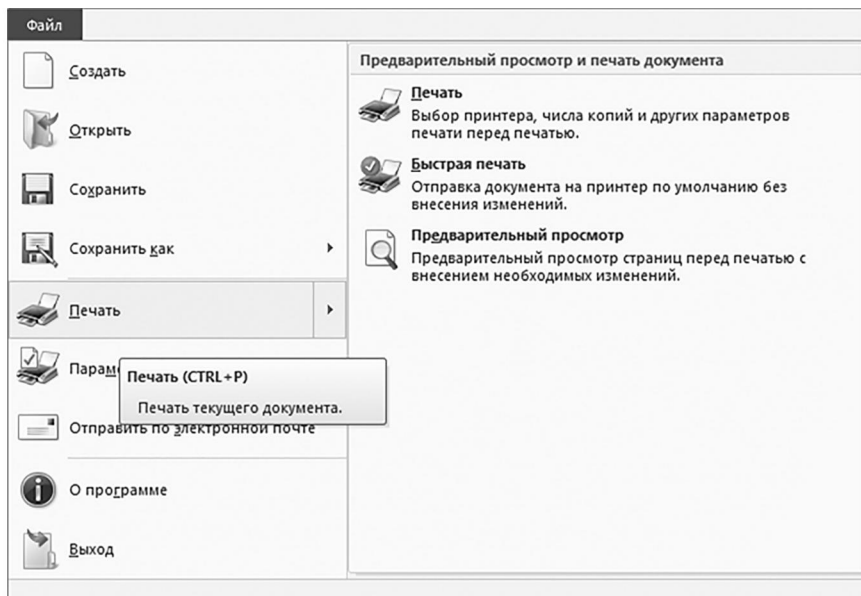 Файл
Создать
Открыть
Сохранить
Сохранить как
Печать
Печать (CTRL+P)
Печать текущего документа.
Отправить по электронной почте
О программе
Выход
Предварительный просмотр и печать документа
Печать
Выбор принтера, числа копий и других параметров
печати перед печатью.
Быстрая печать
Отправка документа на принтер по умолчанию без
внесения изменений.
Предварительный просмотр
Предварительный просмотр страниц перед печатью с
внесением необходимых изменений.